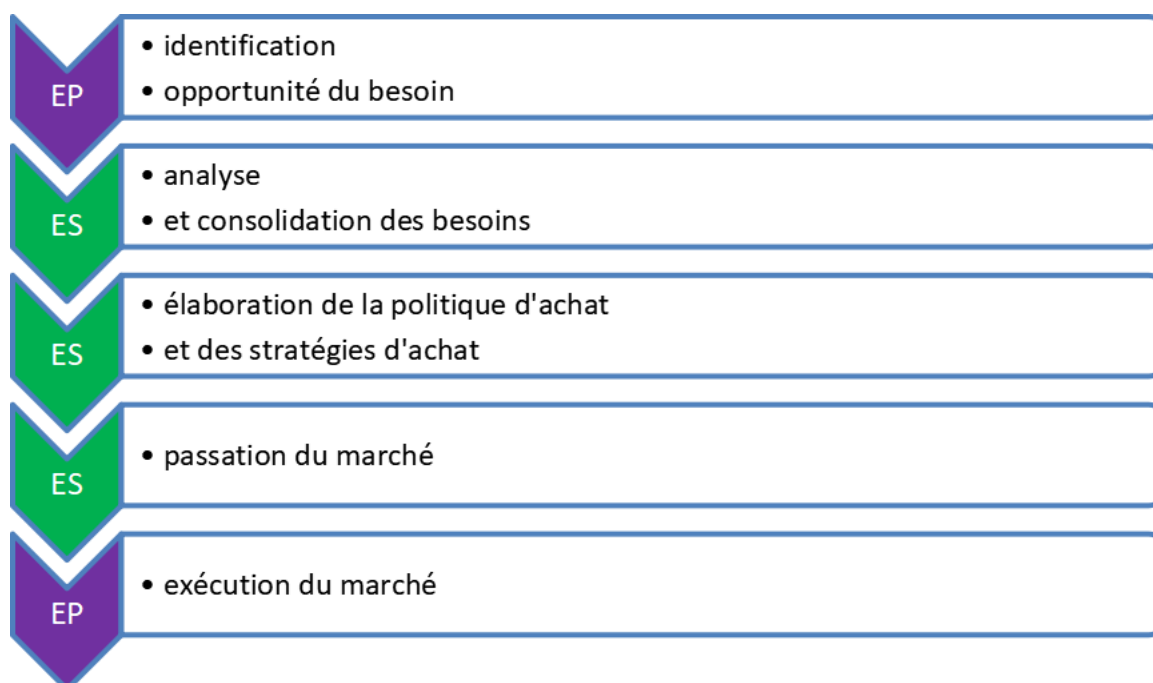 EP
• identification
• opportunité du besoin
ES
• analyse
• et consolidation des besoins
ES
• élaboration de la politique d'achat
• et des stratégies d'achat
ES
• passation du marché
EP
• exécution du marché